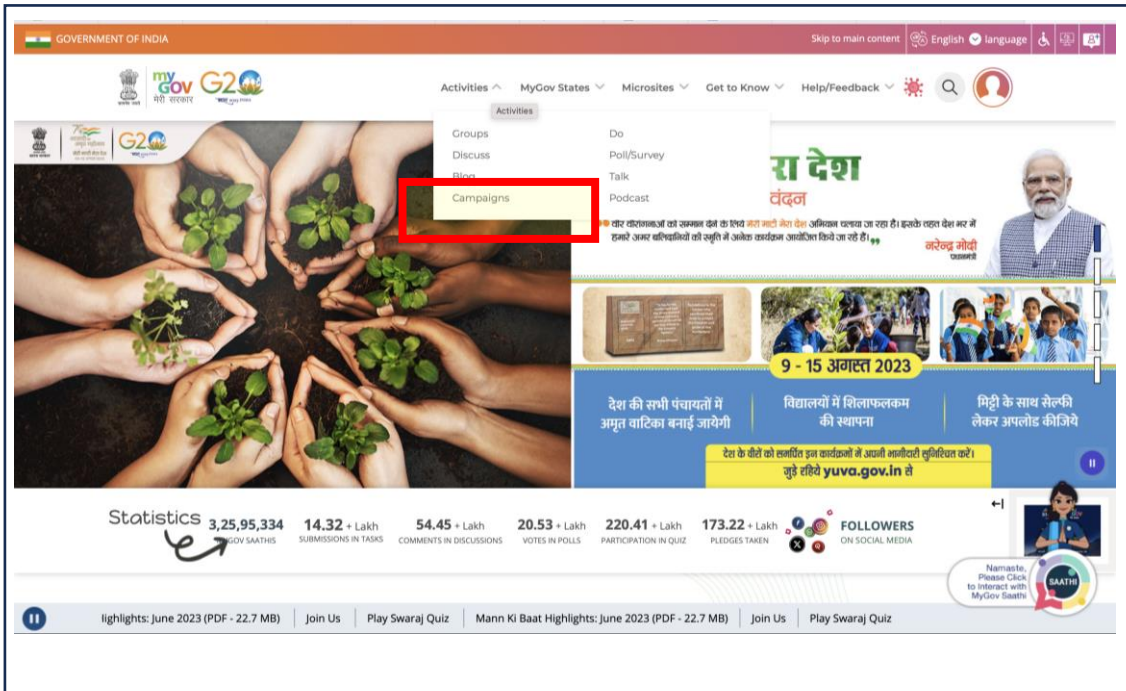 GOVERNMENT OF INDIA
Skip to main content English language
my GOV मेरी सरकार G20
Activities MyGov States Microsites Get to Know Help/Feedback
Activities
Groups Do
Discuss Poll/Survey
Blog Talk
Campaigns Podcast
G20
रा देश
वंदन
वीर वीरांगनाओं को सम्मान देने के लिये मेरी माटी मेरा देश अभियान चलाया जा रहा है। इसके तहत देश भर में
हमारे अमर बलिदानियों की स्मृति में अनेक कार्यक्रम आयोजित किये जा रहे हैं।
नरेन्द्र मोदी
प्रधानमंत्री
9 - 15 अगस्त 2023
देश की सभी पंचायतों में
अमृत वाटिका बनाई जायेगी
विद्यालयों में शिलाफलकम
की स्थापना
मिट्टी के साथ सेल्फी
लेकर अपलोड कीजिये
देश के वीरों को समर्पित इन कार्यक्रमों में अपनी भागीदारी सुनिश्चित करें।
जुड़े रहिये yuva.gov.in से
Statistics
3,25,95,334 14.32 + Lakh 54.45 + Lakh 20.53 + Lakh 220.41 + Lakh 173.22 + Lakh FOLLOWERS
GOV SAATHIS SUBMISSIONS IN TASKS COMMENTS IN DISCUSSIONS VOTES IN POLLS PARTICIPATION IN QUIZ PLEDGES TAKEN ON SOCIAL MEDIA
Namaste,
Please Click
to Interact with
MyGov Saathi
SAATHI
lighlights: June 2023 (PDF - 22.7 MB) Join Us Play Swaraj Quiz Mann Ki Baat Highlights: June 2023 (PDF - 22.7 MB) Join Us Play Swaraj Quiz